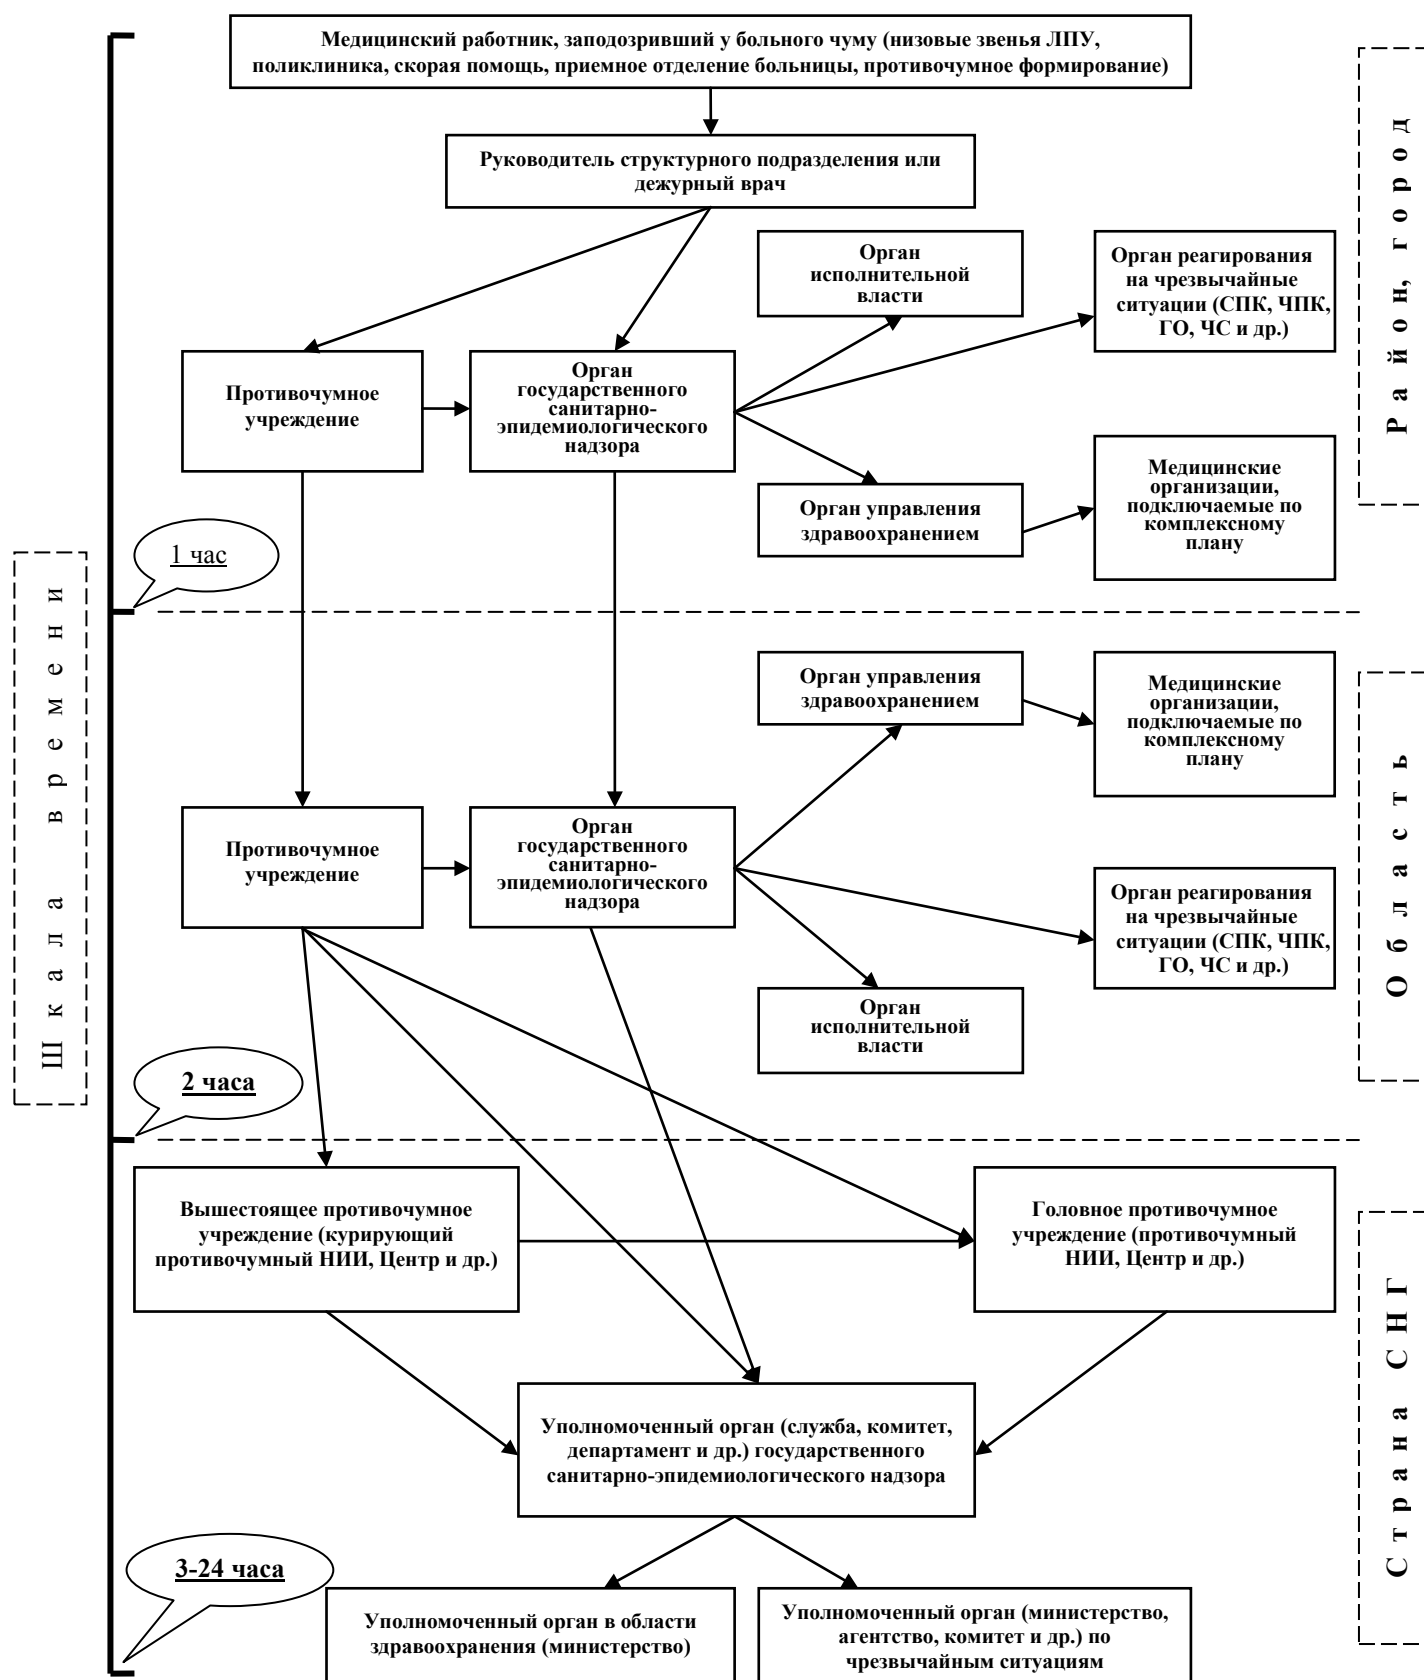 Медицинский работник, заподозривший у больного чуму (низовые звенья ЛПУ,
поликлиника, скорая помощь, приемное отделение больницы, противочумное формирование)
Руководитель структурного подразделения или
дежурный врач
Орган
исполнительной
власти
Орган реагирования
на чрезвычайные
ситуации (СПК, ЧПК,
ГО, ЧС и др.)
Район, город
Противочумное
учреждение
Орган
государственного
санитарно-
эпидемиологического
надзора
Орган управления
здравоохранением
Медицинские
организации,
подключаемые по
комплексному
плану
1 час
Шкала времени
Орган управления
здравоохранением
Медицинские
организации,
подключаемые по
комплексному
плану
Область
Противочумное
учреждение
Орган
государственного
санитарно-
эпидемиологического
надзора
Орган реагирования
на чрезвычайные
ситуации (СПК, ЧПК,
ГО, ЧС и др.)
Орган
исполнительной
власти
2 часа
Вышестоящее противочумное
учреждение (курирующий
противочумный НИИ, Центр и др.)
Головное противочумное
учреждение (противочумный
НИИ, Центр и др.)
Страна СНГ
Уполномоченный орган (служба, комитет,
департамент и др.) государственного
санитарно-эпидемиологического надзора
3-24 часа
Уполномоченный орган в области
здравоохранения (министерство)
Уполномоченный орган (министерство,
агентство, комитет и др.) по
чрезвычайным ситуациям